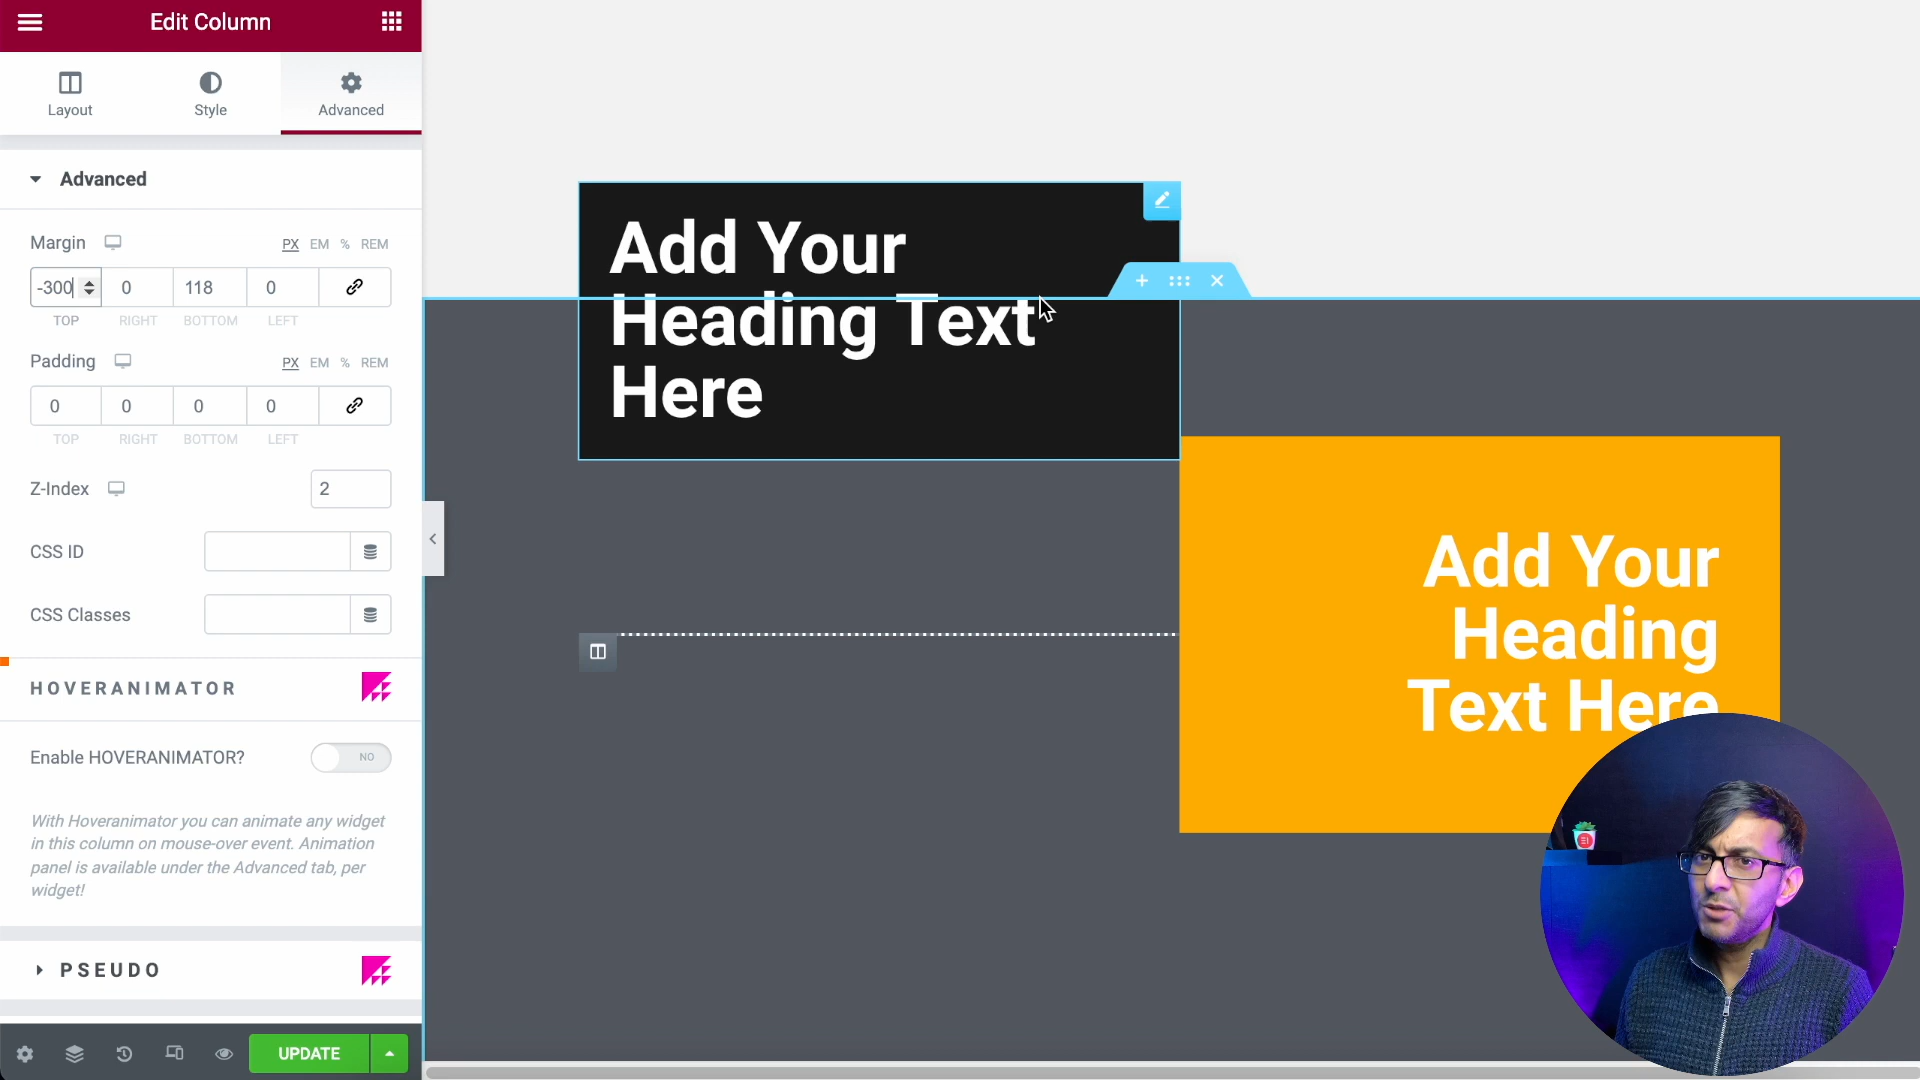 Edit Column
Layout
Style
Advanced
Advanced
Margin
PX EM % REM
-300 0 118 0
TOP RIGHT BOTTOM LEFT
Padding
PX EM % REM
0 0 0 0
TOP RIGHT BOTTOM LEFT
Z-Index
2
CSS ID
CSS Classes
HOVERANIMATOR
Enable HOVERANIMATOR?
NO
With Hoveranimator you can animate any widget
in this column on mouse-over event. Animation
panel is available under the Advanced tab, per
widget!
PSEUDO
UPDATE
Add Your
Heading Text
Here
Add Your
Heading
Text Here